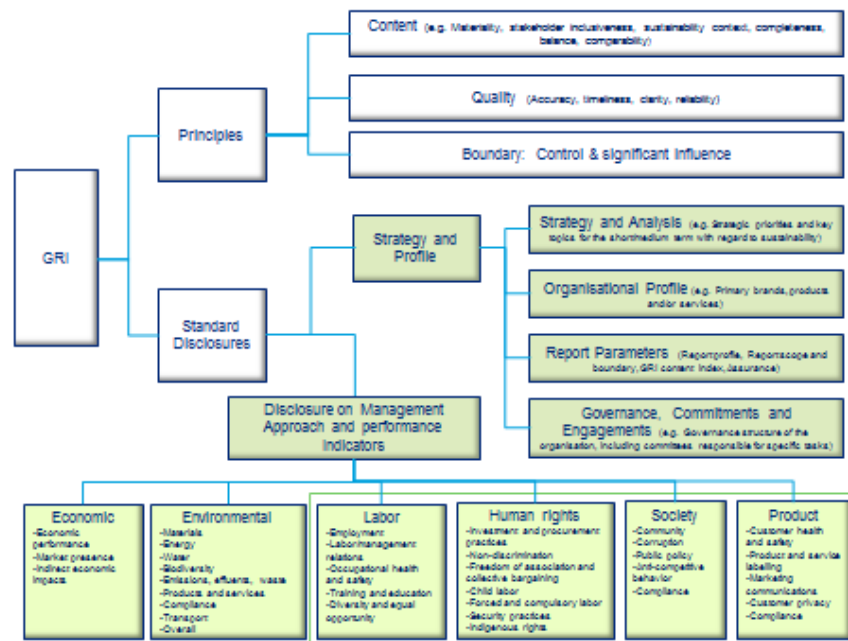 Content (e.g. Materiality, stakeholder inclusiveness, sustainability context, completeness,
balance, comparability)
Quality (Accuracy, timeliness, clarity, reliability)
Principles
Boundary: Control & significant influence
GRI
Strategy and
Profile
Strategy and Analysis (e.g. Strategic priorities and key
topics for the short/medium term with regard to sustainability)
Organisational Profile (e.g. Primary brands, products
and/or services)
Standard
Disclosures
Report Parameters (Report profile, Report scope and
boundary, GRI content index, Assurance)
Disclosure on Management
Approach and performance
indicators
Governance, Commitments and
Engagements (e.g. Governance structure of the
organisation, including committees responsible for specific tasks)
Economic
-Economic
performance
-Market presence
-Indirect economic
impacts
Environmental
-Materials
-Energy
-Water
-Biodiversity
-Emissions, effluents, waste
-Products and services
-Compliance
-Transport
-Overall
Labor
-Employment
-Labor/management
relations
-Occupational health
and safety
-Training and education
-Diversity and equal
opportunity
Human rights
-Investment and procurement
practices
-Non-discrimination
-Freedom of association and
collective bargaining
-Child labor
-Forced and compulsory labor
-Security practices
-Indigenous rights
Society
-Community
-Corruption
-Public policy
-Anti-competitive
behavior
-Compliance
Product
-Customer health
and safety
-Product and service
labelling
-Marketing
communications
-Customer privacy
-Compliance